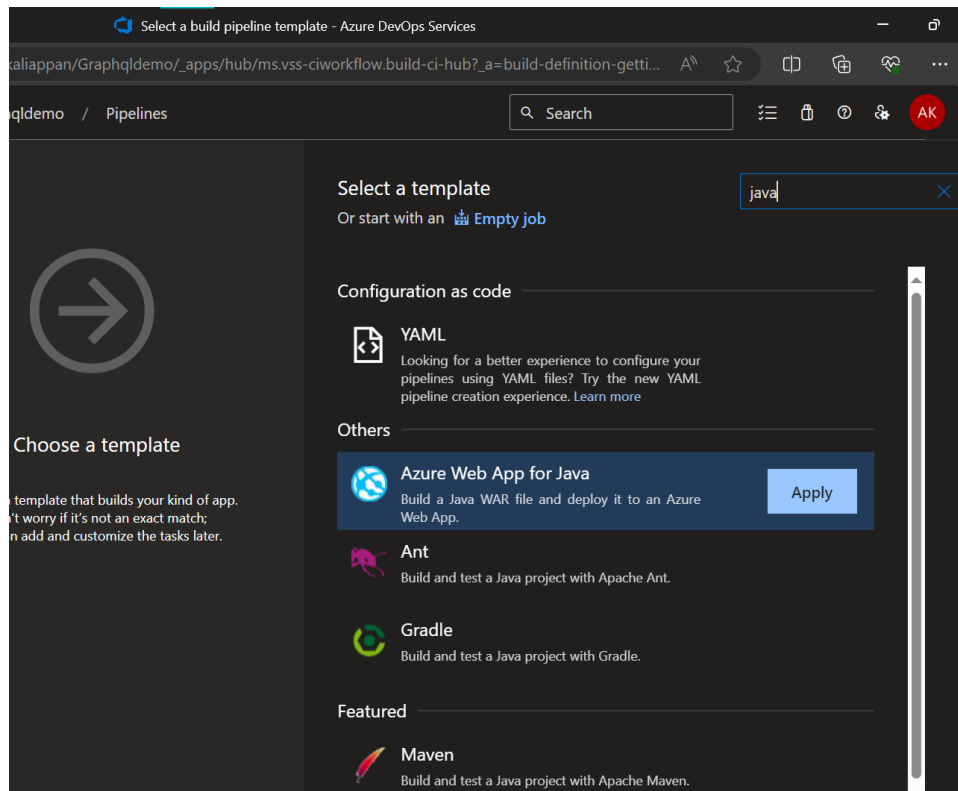 Select a build pipeline template - Azure DevOps Services
kaliappan/Graphqldemo/_apps/hub/ms.vss-ciworkflow.build-ci-hub?_a=build-definition-getti...
qldemo / Pipelines
Search
AK
Select a template
java
Or start with an Empty job
Configuration as code
YAML
Looking for a better experience to configure your
pipelines using YAML files? Try the new YAML
pipeline creation experience. Learn more
Others
Choose a template
template that builds your kind of app.
't worry if it's not an exact match;
n add and customize the tasks later.
Azure Web App for Java
Build a Java WAR file and deploy it to an Azure
Web App.
Apply
Ant
Build and test a Java project with Apache Ant.
Gradle
Build and test a Java project with Gradle.
Featured
Maven
Build and test a Java project with Apache Maven.